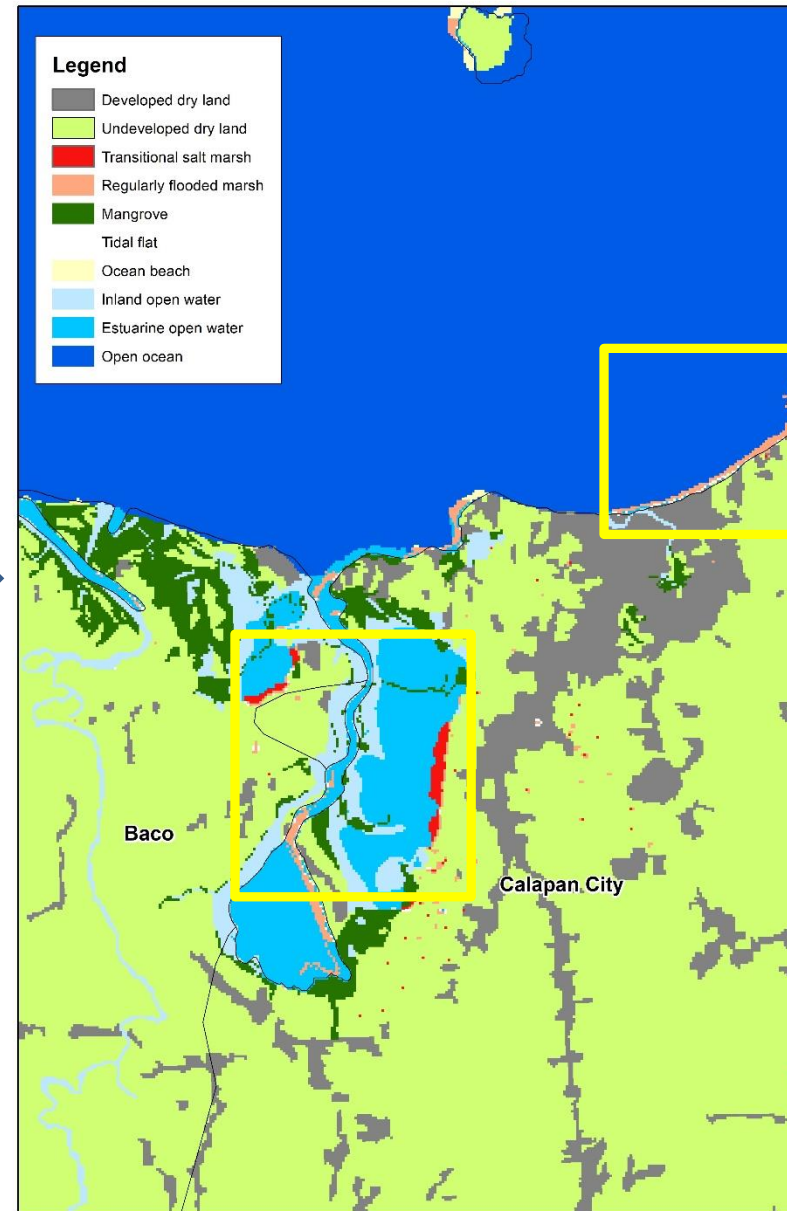 Legend
Developed dry land
Undeveloped dry land
Transitional salt marsh
Regularly flooded marsh
Mangrove
Tidal flat
Ocean beach
Inland open water
Estuarine open water
Open ocean
Baco
Calapan City